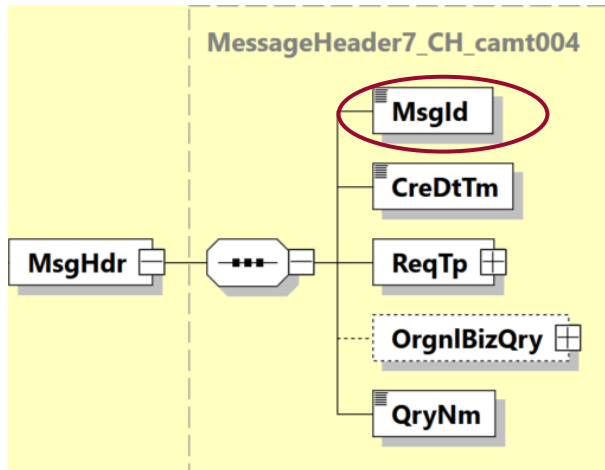 MessageHeader7_CH_camt004
MsgId
CreDtTm
MsgHdr
ReqTp
OrgnlBizQry
QryNm